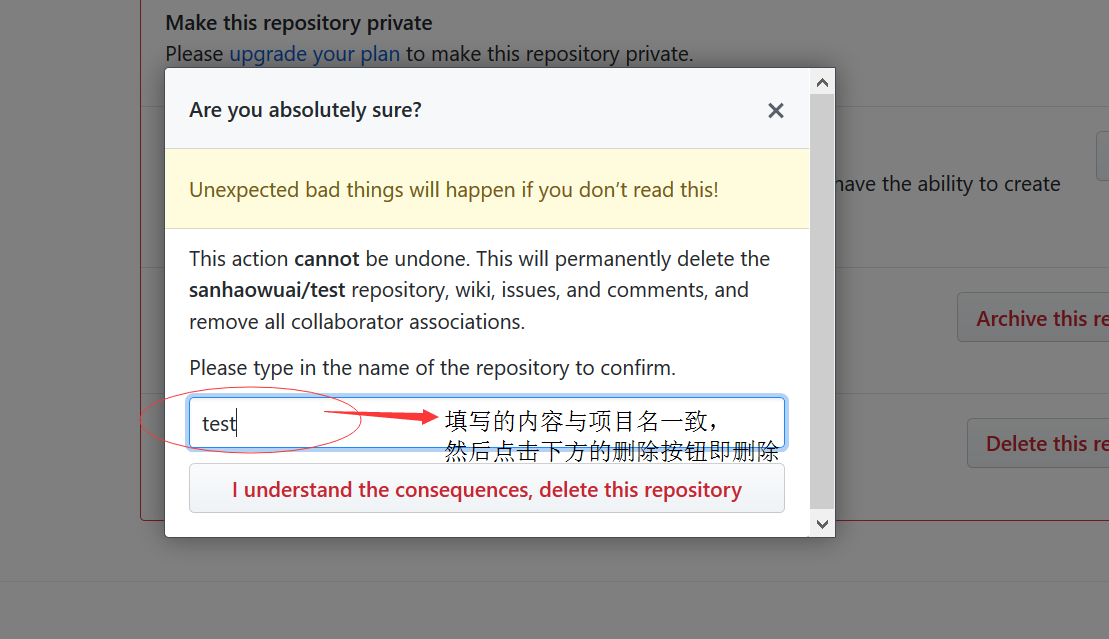 Make this repository private
Please upgrade your plan to make this repository private.
Are you absolutely sure?
Unexpected bad things will happen if you don’t read this!
have the ability to create
This action cannot be undone. This will permanently delete the
sanhaowuai/test repository, wiki, issues, and comments, and
remove all collaborator associations.
Archive this re
Please type in the name of the repository to confirm.
test
填写的内容与项目名一致，
然后点击下方的删除按钮即删除
Delete this re
I understand the consequences, delete this repository